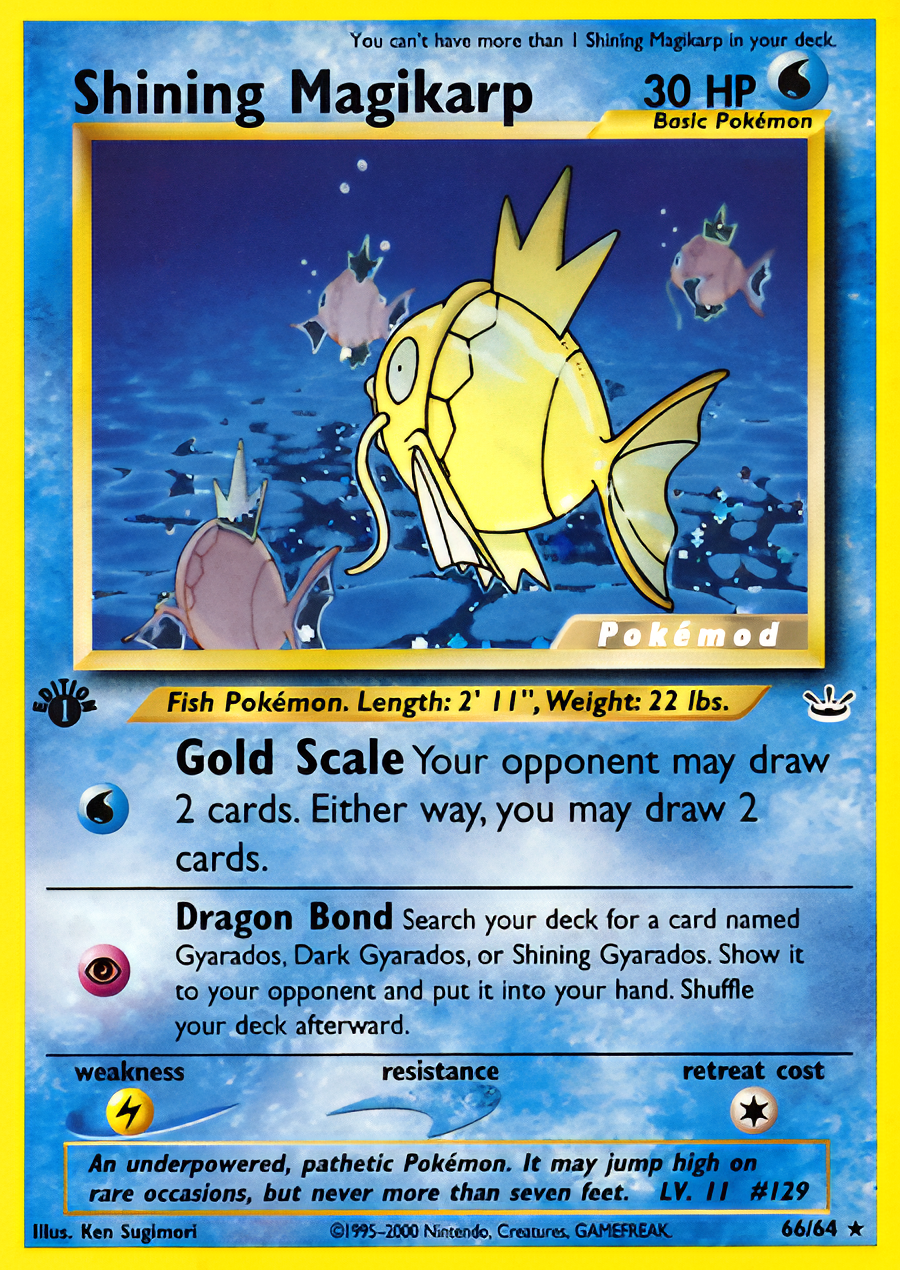 You can't have more than 1 Shining Magikarp in your deck.
Shining Magikarp 30 HP
Basic Pokémon
Pokémod
EDITION
1
Fish Pokémon. Length: 2' 11", Weight: 22 lbs.
Gold Scale Your opponent may draw
2 cards. Either way, you may draw 2
cards.
Dragon Bond Search your deck for a card named
Gyarados, Dark Gyarados, or Shining Gyarados. Show it
to your opponent and put it into your hand. Shuffle
your deck afterward.
weakness resistance retreat cost
An underpowered, pathetic Pokémon. It may jump high on
rare occasions, but never more than seven feet. LV. 11 #129
Illus. Ken Sugimori ©1995-2000 Nintendo, Creatures, GAMEFREAK. 66/64 ★